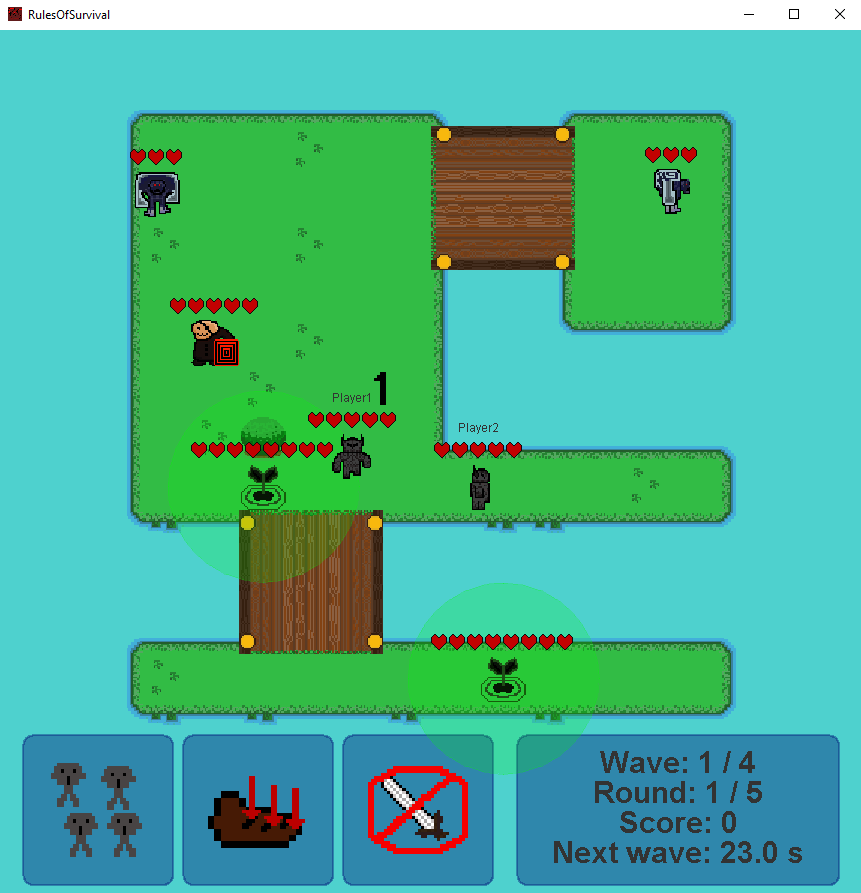 RulesOfSurvival
1
Player1
Player2
Wave: 1 / 4
Round: 1 / 5
Score: 0
Next wave: 23.0 s